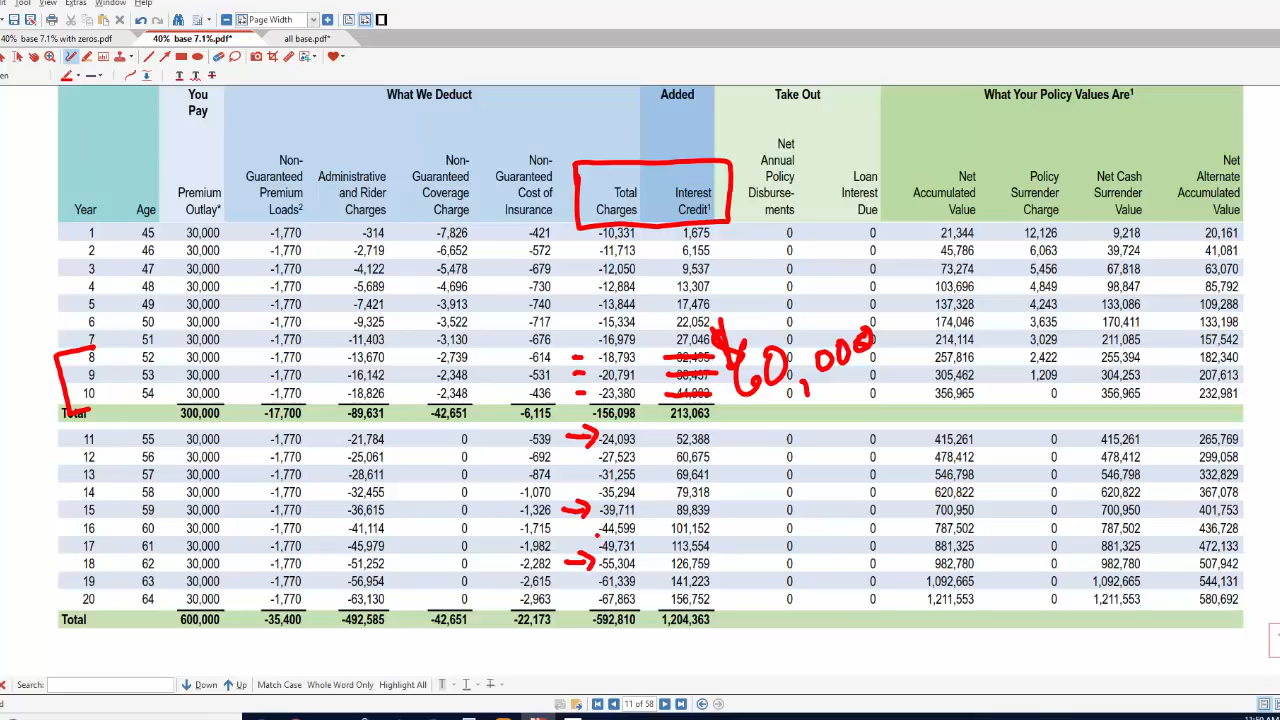 Tool View Extras Window Help
Page Width
40% base 7.1% with zeros.pdf 40% base 7.1%.pdf* all base.pdf*
You Pay What We Deduct Added Take Out What Your Policy Values Are¹
Year Age Premium Outlay* Non-Guaranteed Premium Loads² Administrative and Rider Charges Non-Guaranteed Coverage Charge Non-Guaranteed Cost of Insurance Total Charges Interest Credit¹ Net Annual Policy Disburse-ments Loan Interest Due Net Accumulated Value Policy Surrender Charge Net Cash Surrender Value Net Alternate Accumulated Value
1 45 30,000 -1,770 -314 -7,826 -421 -10,331 1,675 0 0 21,344 12,126 9,218 20,161
2 46 30,000 -1,770 -2,719 -6,652 -572 -11,713 6,155 0 0 45,786 6,063 39,724 41,081
3 47 30,000 -1,770 -4,122 -5,478 -679 -12,050 9,537 0 0 73,274 5,456 67,818 63,070
4 48 30,000 -1,770 -5,689 -4,696 -730 -12,884 13,307 0 0 103,696 4,849 98,847 85,792
5 49 30,000 -1,770 -7,421 -3,913 -740 -13,844 17,476 0 0 137,328 4,243 133,086 109,288
6 50 30,000 -1,770 -9,325 -3,522 -717 -15,334 22,052 0 0 174,046 3,635 170,411 133,198
7 51 30,000 -1,770 -11,403 -3,130 -676 -16,979 27,046 0 0 214,114 3,029 211,085 157,542
8 52 30,000 -1,770 -13,670 -2,739 -614 -18,793 0 0 257,816 2,422 255,394 182,340
$60,000
9 53 30,000 -1,770 -16,142 -2,348 -531 -20,791 0 0 305,462 1,209 304,253 207,613
10 54 30,000 -1,770 -18,826 -2,348 -436 -23,380 0 0 356,965 0 356,965 232,981
Total 300,000 -17,700 -89,631 -42,651 -6,115 -156,098 213,063
11 55 30,000 -1,770 -21,784 0 -539 -24,093 52,388 0 0 415,261 0 415,261 265,769
12 56 30,000 -1,770 -25,061 0 -692 -27,523 60,675 0 0 478,412 0 478,412 299,058
13 57 30,000 -1,770 -28,611 0 -874 -31,255 69,641 0 0 546,798 0 546,798 332,829
14 58 30,000 -1,770 -32,455 0 -1,070 -35,294 79,318 0 0 620,822 0 620,822 367,078
15 59 30,000 -1,770 -36,615 0 -1,326 -39,711 89,839 0 0 700,950 0 700,950 401,753
16 60 30,000 -1,770 -41,114 0 -1,715 -44,599 101,152 0 0 787,502 0 787,502 436,728
17 61 30,000 -1,770 -45,979 0 -1,982 -49,731 113,554 0 0 881,325 0 881,325 472,133
18 62 30,000 -1,770 -51,252 0 -2,282 -55,304 126,759 0 0 982,780 0 982,780 507,942
19 63 30,000 -1,770 -56,954 0 -2,615 -61,339 141,223 0 0 1,092,665 0 1,092,665 544,131
20 64 30,000 -1,770 -63,130 0 -2,963 -67,863 156,752 0 0 1,211,553 0 1,211,553 580,692
Total 600,000 -35,400 -492,585 -42,651 -22,173 -592,810 1,204,363
Search: Down Up Match Case Whole Word Only Highlight All
11 of 58